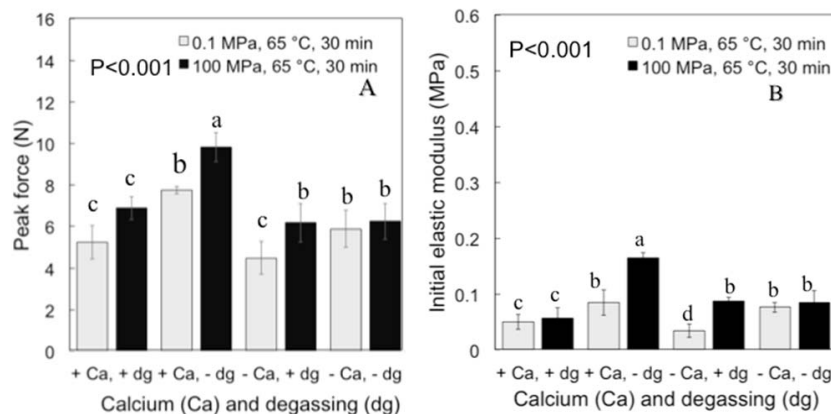 16
14
12
10
8
6
4
2
0
Peak force (N)
0.1 MPa, 65 °C, 30 min
100 MPa, 65 °C, 30 min
P<0.001
A
c
c
b
a
c
b
b
b
+ Ca, + dg + Ca, - dg - Ca, + dg - Ca, - dg
Calcium (Ca) and degassing (dg)
0.6
0.5
0.4
0.3
0.2
0.1
0
Initial elastic modulus (MPa)
0.1 MPa, 65 °C, 30 min
100 MPa, 65 °C, 30 min
P<0.001
B
c
c
b
a
d
b
b
b
+ Ca, + dg + Ca, - dg - Ca, + dg - Ca, - dg
Calcium (Ca) and degassing (dg)